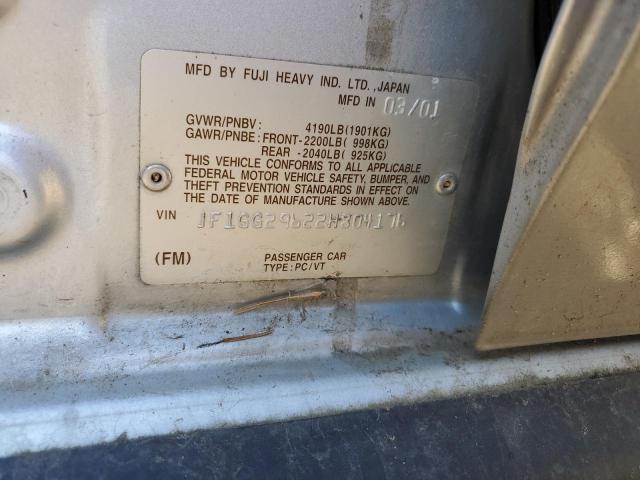 MFD BY FUJI HEAVY IND. LTD.,JAPAN
MFD IN 03/01
GVWR/PNBV: 4190LB(1901KG)
GAWR/PNBE: FRONT-2200LB( 998KG)
REAR -2040LB( 925KG)
THIS VEHICLE CONFORMS TO ALL APPLICABLE
FEDERAL MOTOR VEHICLE SAFETY, BUMPER, AND
THEFT PREVENTION STANDARDS IN EFFECT ON
THE DATE OF MANUFACTURE SHOWN ABOVE.
VIN JF1GG29622H804176
(FM) PASSENGER CAR
TYPE:PC/VT